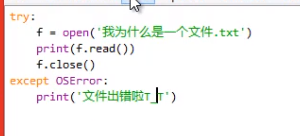 try:
    f = open('我为什么是一个文件.txt')
    print(f.read())
    f.close()
except OSError:
    print('文件出错啦T_T')